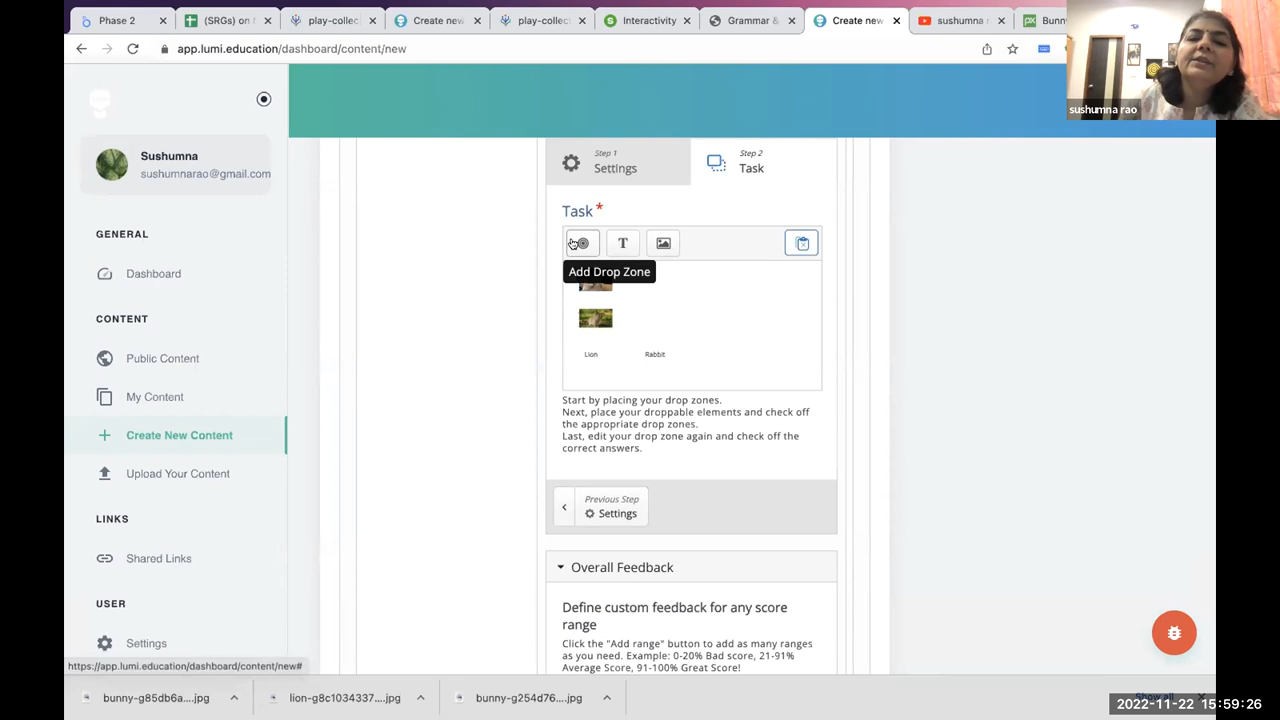 Phase 2
(SRGs) on
play-collec
Create new
play-collec
Interactivity
Grammar &
Create new
sushumna rao
Bunn
app.lumi.education/dashboard/content/new
sushumna rao
Sushumna
sushumnarao@gmail.com
GENERAL
Dashboard
CONTENT
Public Content
My Content
Create New Content
Upload Your Content
LINKS
Shared Links
USER
Settings
https://app.lumi.education/dashboard/content/new#
Step 1
Settings
Step 2
Task
Task *
T
Add Drop Zone
Lion
Rabbit
Start by placing your drop zones.
Next, place your droppable elements and check off
the appropriate drop zones.
Last, edit your drop zone again and check off the
correct answers.
Previous Step
Settings
Overall Feedback
Define custom feedback for any score
range
Click the "Add range" button to add as many ranges
as you need. Example: 0-20% Bad score, 21-91%
Average Score, 91-100% Great Score!
bunny-g85db6a....jpg
lion-g8c1034337....jpg
bunny-g254d76....jpg
Show all
2022-11-22 15:59:26